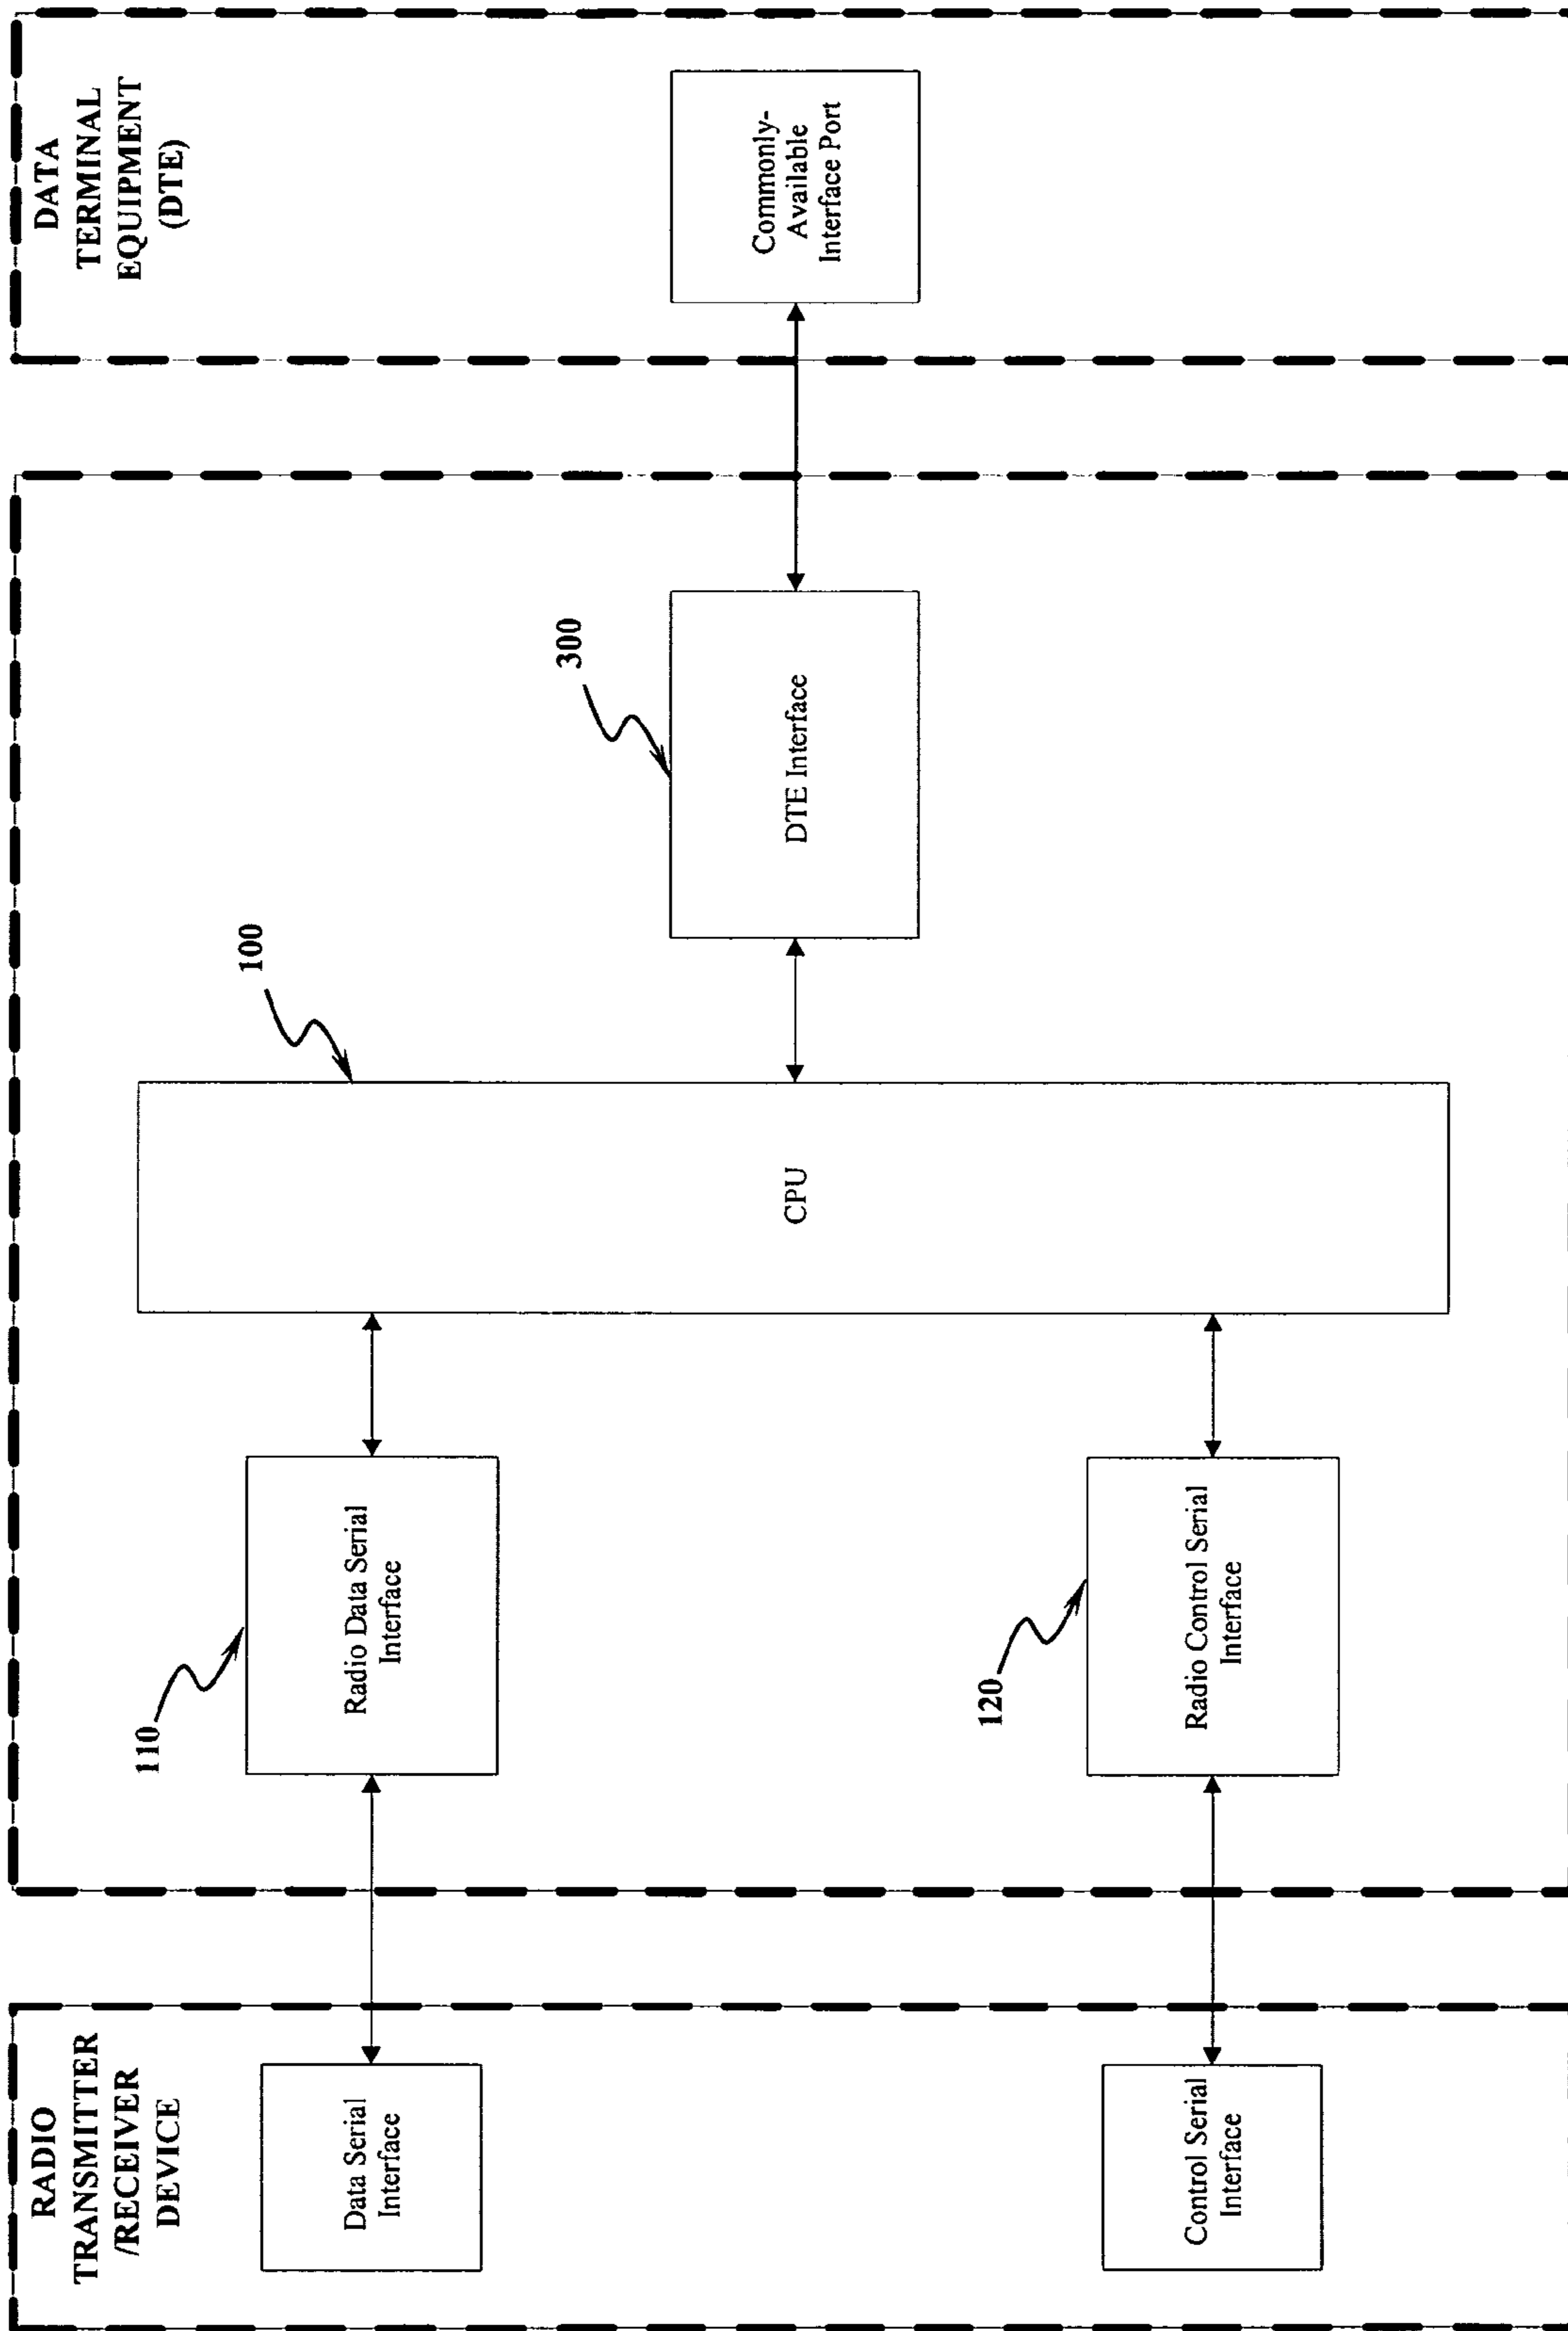 RADIO
TRANSMITTER
/RECEIVER
DEVICE
Data Serial
Interface
Control Serial
Interface
110
Radio Data Serial
Interface
120
Radio Control Serial
Interface
100
CPU
300
DTE Interface
DATA
TERMINAL
EQUIPMENT
(DTE)
Commonly-
Available
Interface Port